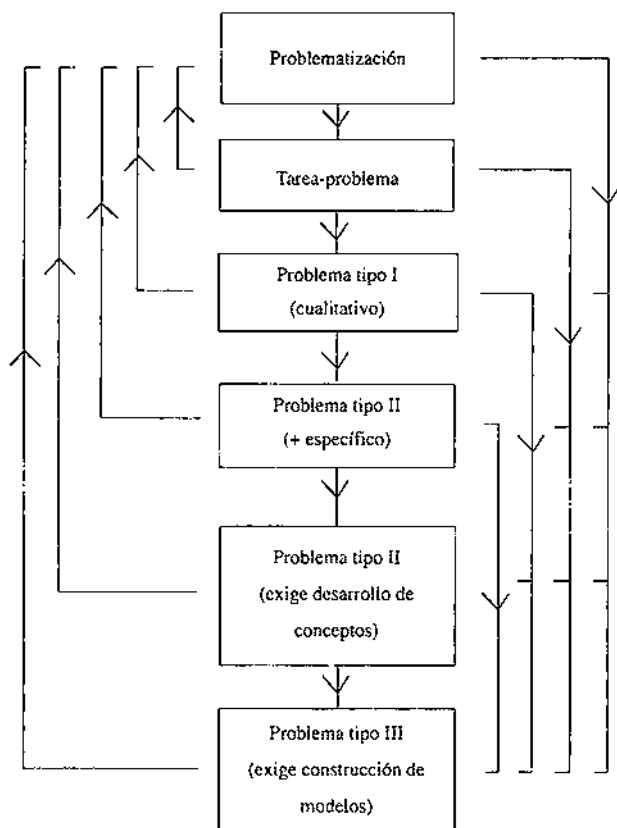 Problematización
Tarea-problema
Problema tipo I
(cualitativo)
Problema tipo II
(+ específico)
Problema tipo II
(exige desarrollo de
conceptos)
Problema tipo III
(exige construcción de
modelos)